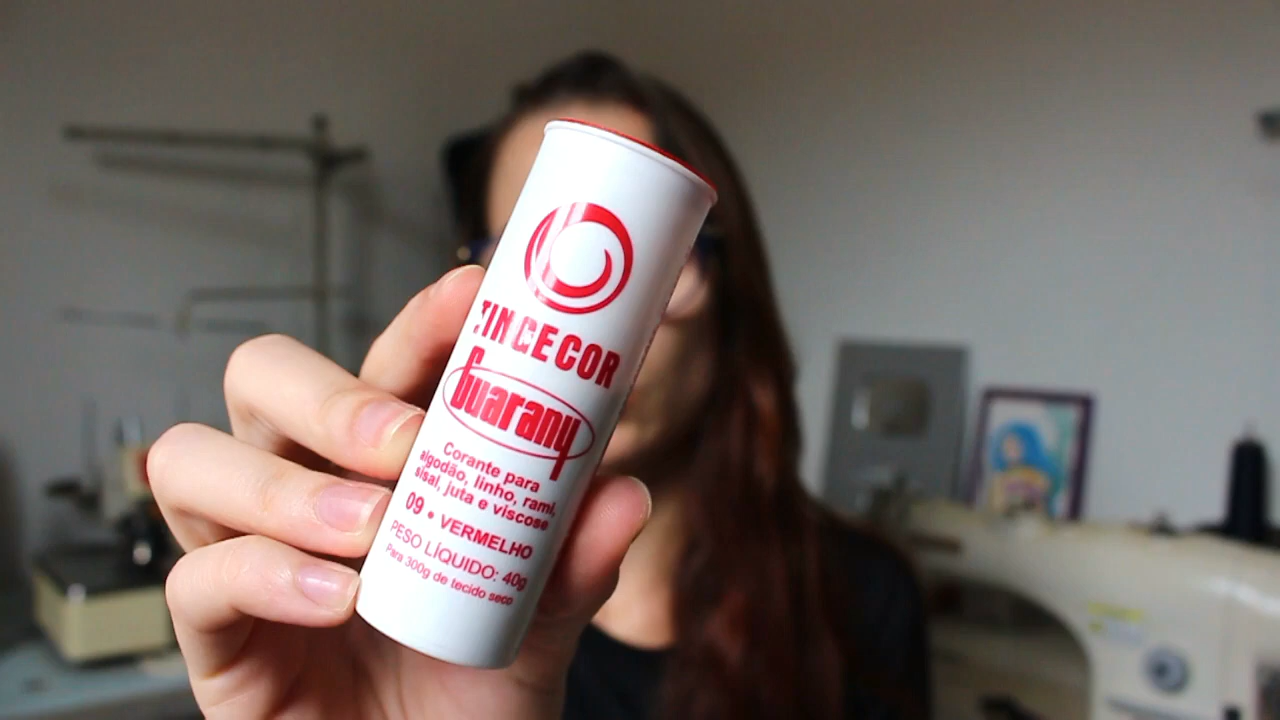 TINGECOR
Guarany
Corante para
algodão, linho, rami,
sisal, juta e viscose
09 • VERMELHO
PESO LÍQUIDO: 40g
Para 300g de tecido seco